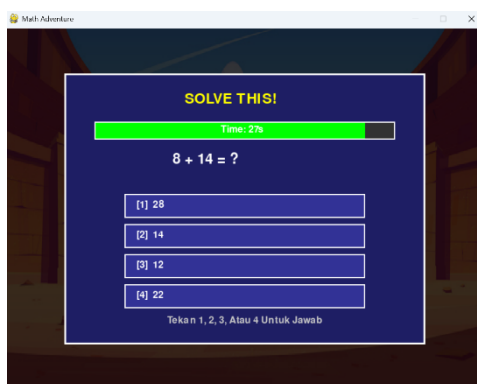 Math Adventure
SOLVE THIS!
Time: 27s
8 + 14 = ?
[1] 28
[2] 14
[3] 12
[4] 22
Tekan 1, 2, 3, Atau 4 Untuk Jawab